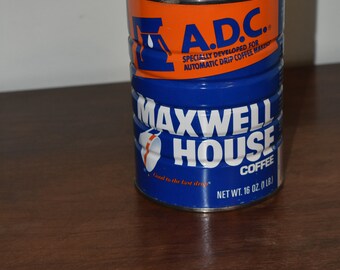 A.D.C.®
SPECIALLY DEVELOPED FOR
AUTOMATIC DRIP COFFEE MAKERS
MAXWELL
HOUSE®
COFFEE
Good to the last drop®
NET WT. 16 OZ. (1 LB.)